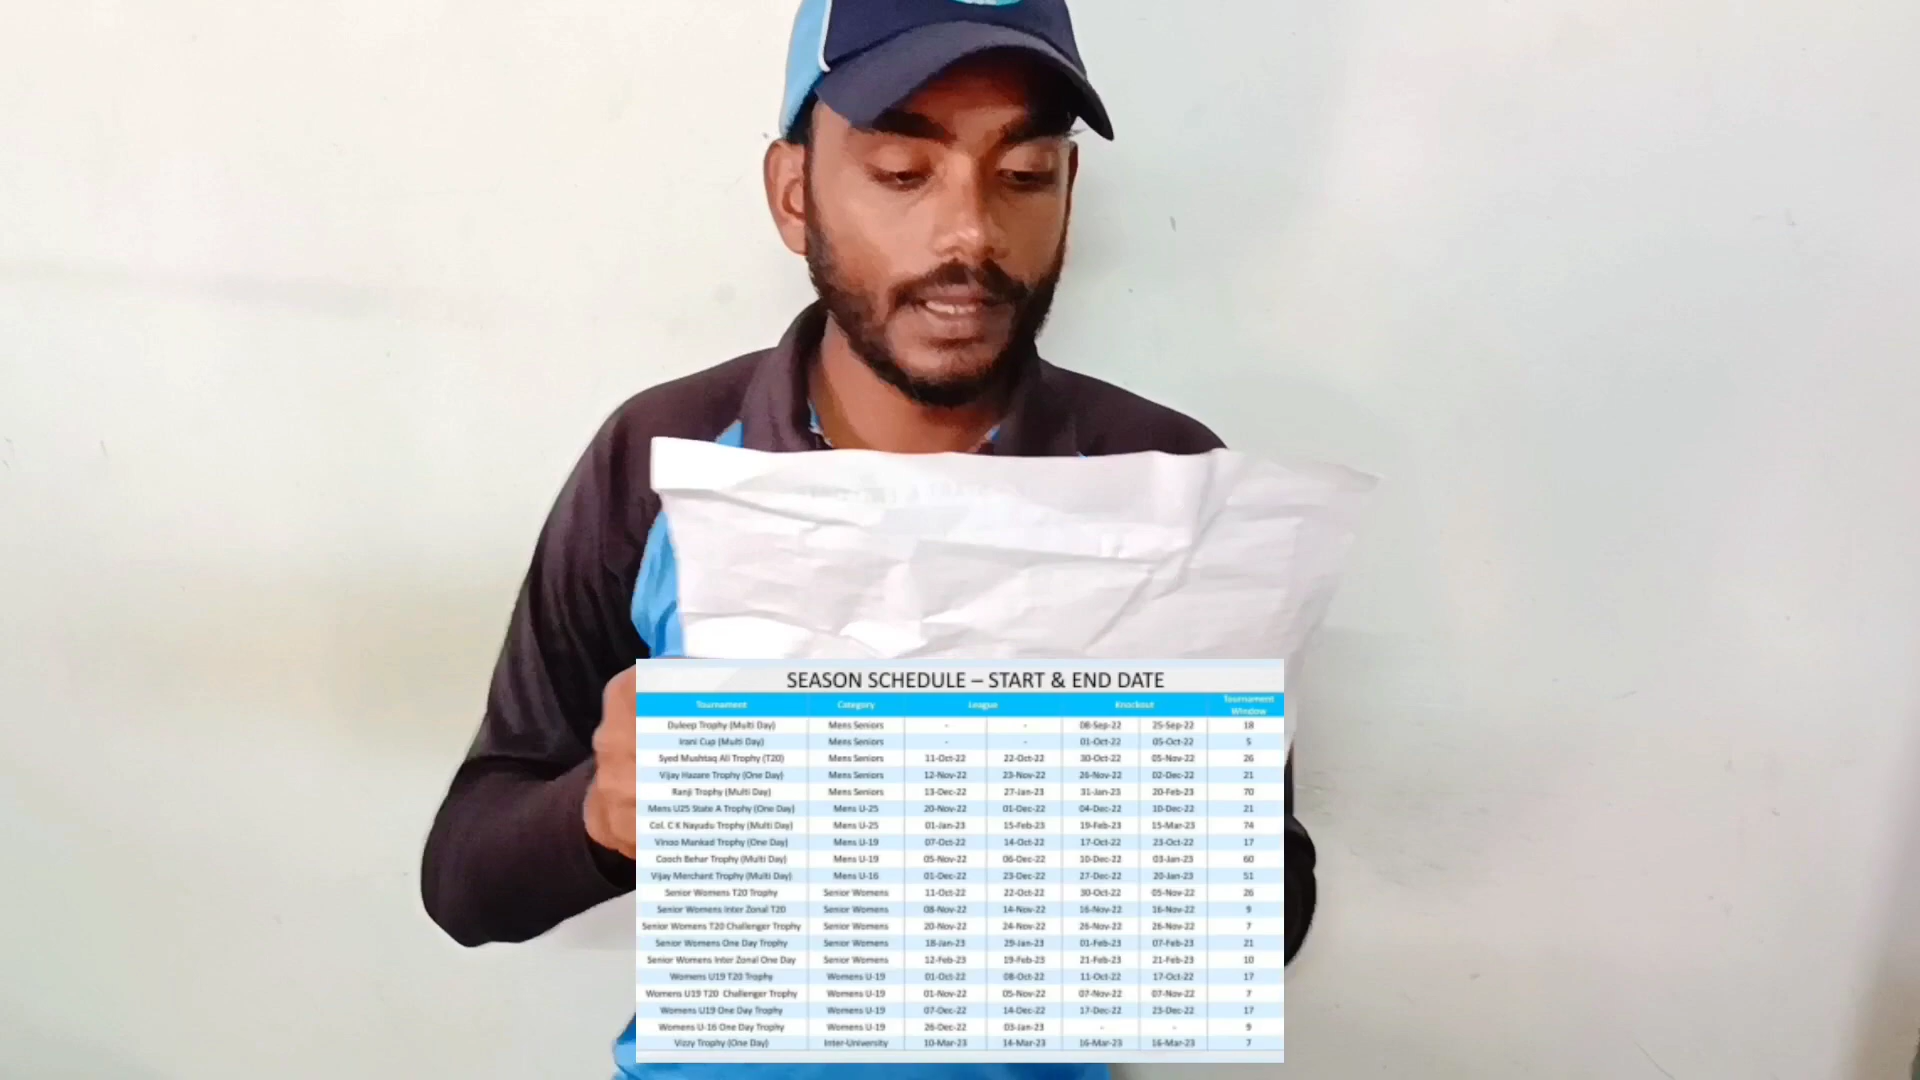 SEASON SCHEDULE – START & END DATE
Tournament Category League Knockout Tournament Window
Duleep Trophy (Multi Day) Mens Seniors - - 08-Sep-22 25-Sep-22 18
Irani Cup (Multi Day) Mens Seniors - - 01-Oct-22 05-Oct-22 5
Syed Mushtaq Ali Trophy (T20) Mens Seniors 11-Oct-22 22-Oct-22 30-Oct-22 05-Nov-22 26
Vijay Hazare Trophy (One Day) Mens Seniors 12-Nov-22 23-Nov-22 26-Nov-22 02-Dec-22 21
Ranji Trophy (Multi Day) Mens Seniors 13-Dec-22 27-Jan-23 31-Jan-23 20-Feb-23 70
Mens U25 State A Trophy (One Day) Mens U-25 20-Nov-22 01-Dec-22 04-Dec-22 10-Dec-22 21
Col. C K Nayudu Trophy (Multi Day) Mens U-25 01-Jan-23 15-Feb-23 19-Feb-23 15-Mar-23 74
Vinoo Mankad Trophy (One Day) Mens U-19 07-Oct-22 14-Oct-22 17-Oct-22 23-Oct-22 17
Cooch Behar Trophy (Multi Day) Mens U-19 05-Nov-22 06-Dec-22 10-Dec-22 03-Jan-23 60
Vijay Merchant Trophy (Multi Day) Mens U-16 01-Dec-22 23-Dec-22 27-Dec-22 20-Jan-23 51
Senior Womens T20 Trophy Senior Womens 11-Oct-22 22-Oct-22 30-Oct-22 05-Nov-22 26
Senior Womens Inter Zonal T20 Senior Womens 08-Nov-22 14-Nov-22 16-Nov-22 16-Nov-22 9
Senior Womens T20 Challenger Trophy Senior Womens 20-Nov-22 24-Nov-22 26-Nov-22 26-Nov-22 7
Senior Womens One Day Trophy Senior Womens 18-Jan-23 29-Jan-23 01-Feb-23 07-Feb-23 21
Senior Womens Inter Zonal One Day Senior Womens 12-Feb-23 19-Feb-23 21-Feb-23 21-Feb-23 10
Womens U19 T20 Trophy Womens U-19 01-Oct-22 08-Oct-22 11-Oct-22 17-Oct-22 17
Womens U19 T20 Challenger Trophy Womens U-19 01-Nov-22 05-Nov-22 07-Nov-22 07-Nov-22 7
Womens U19 One Day Trophy Womens U-19 07-Dec-22 14-Dec-22 17-Dec-22 23-Dec-22 17
Womens U-16 One Day Trophy Womens U-19 26-Dec-22 03-Jan-23 - - 9
Vizzy Trophy (One Day) Inter-University 10-Mar-23 14-Mar-23 16-Mar-23 16-Mar-23 7